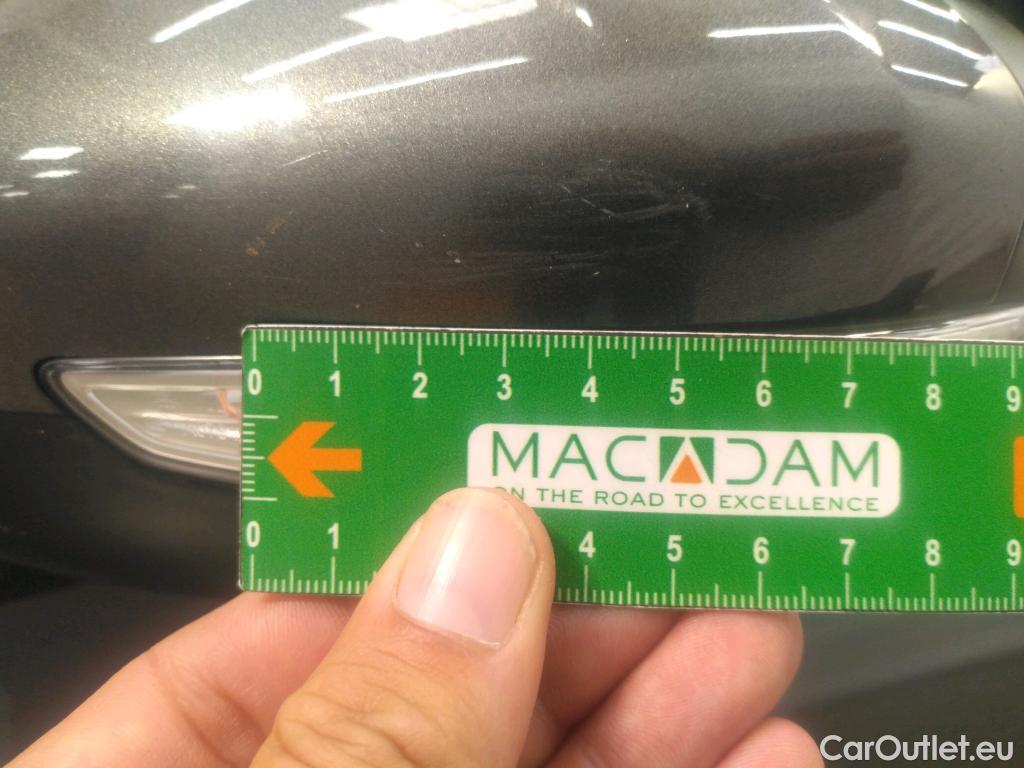 0 1 2 3 4 5 6 7 8 9
MACADAM
ON THE ROAD TO EXCELLENCE
0 1 4 5 6 7 8 9
CarOutlet.eu